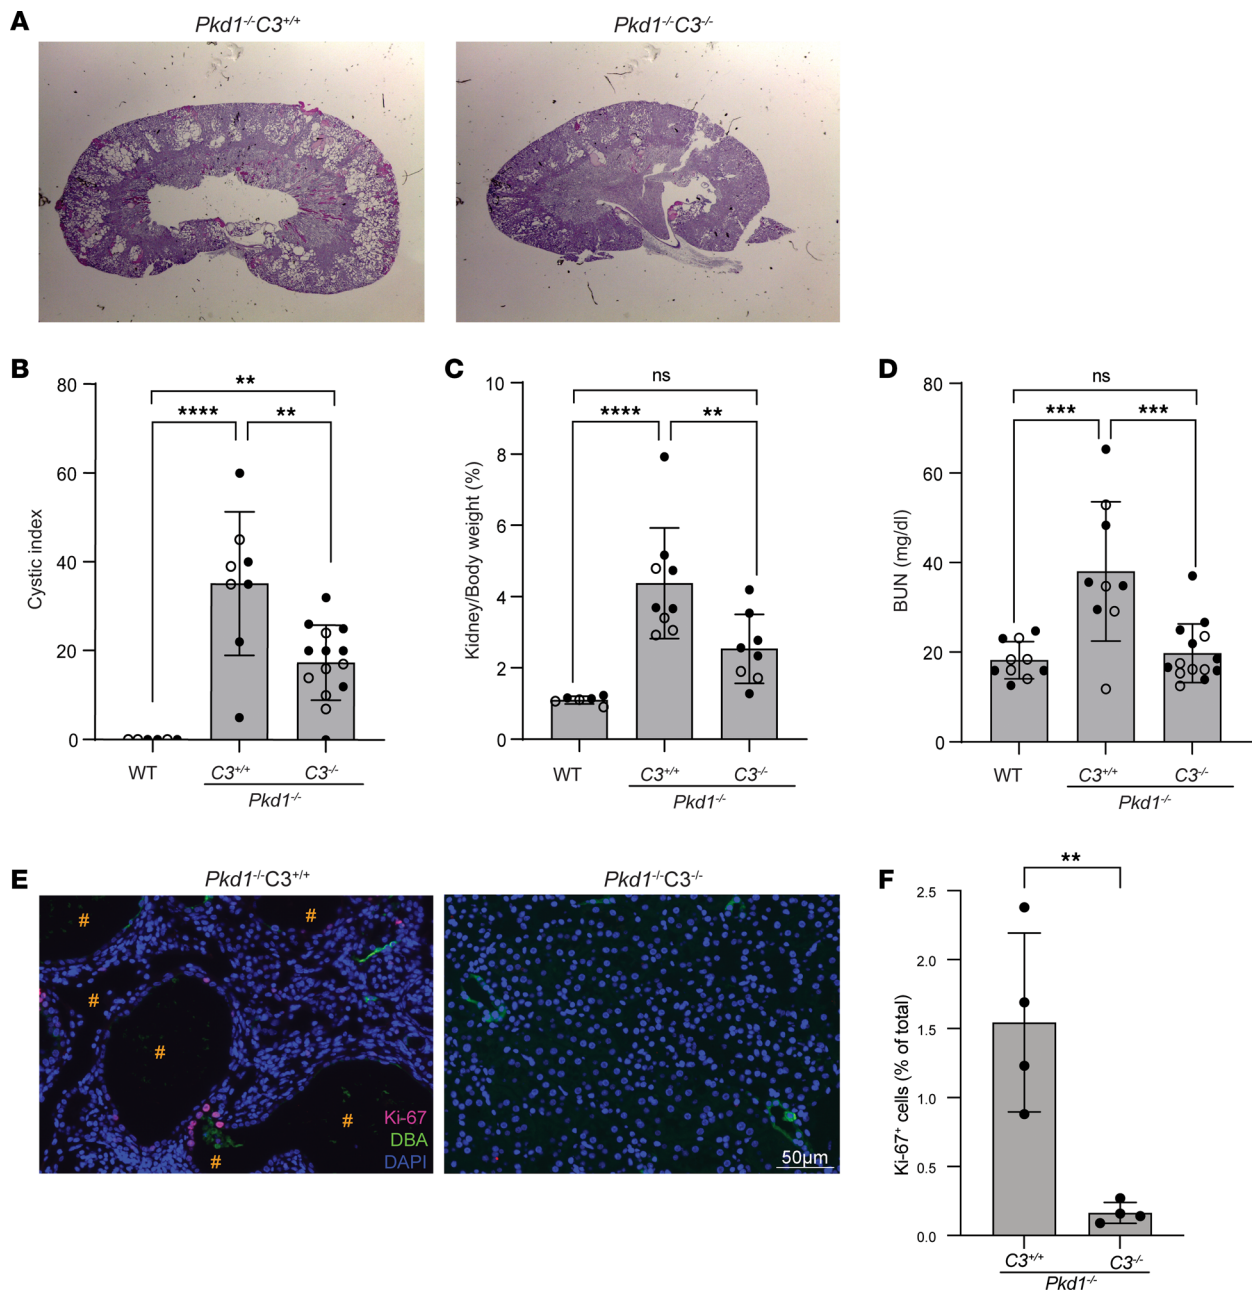 A
Pkd1-/-C3+/+
Pkd1-/-C3-/-
B
Cystic index
80
60
40
20
0
**
****
**
WT
C3+/+
C3-/-
Pkd1-/-
C
Kidney/Body weight (%)
10
8
6
4
2
0
ns
****
**
WT
C3+/+
C3-/-
Pkd1-/-
D
BUN (mg/dl)
80
60
40
20
0
ns
***
***
WT
C3+/+
C3-/-
Pkd1-/-
E
Pkd1-/-C3+/+
Pkd1-/-C3-/-
#
#
#
#
#
#
Ki-67
DBA
DAPI
50µm
F
Ki-67+ cells (% of total)
2.5
2.0
1.5
1.0
0.5
0.0
**
C3+/+
C3-/-
Pkd1-/-